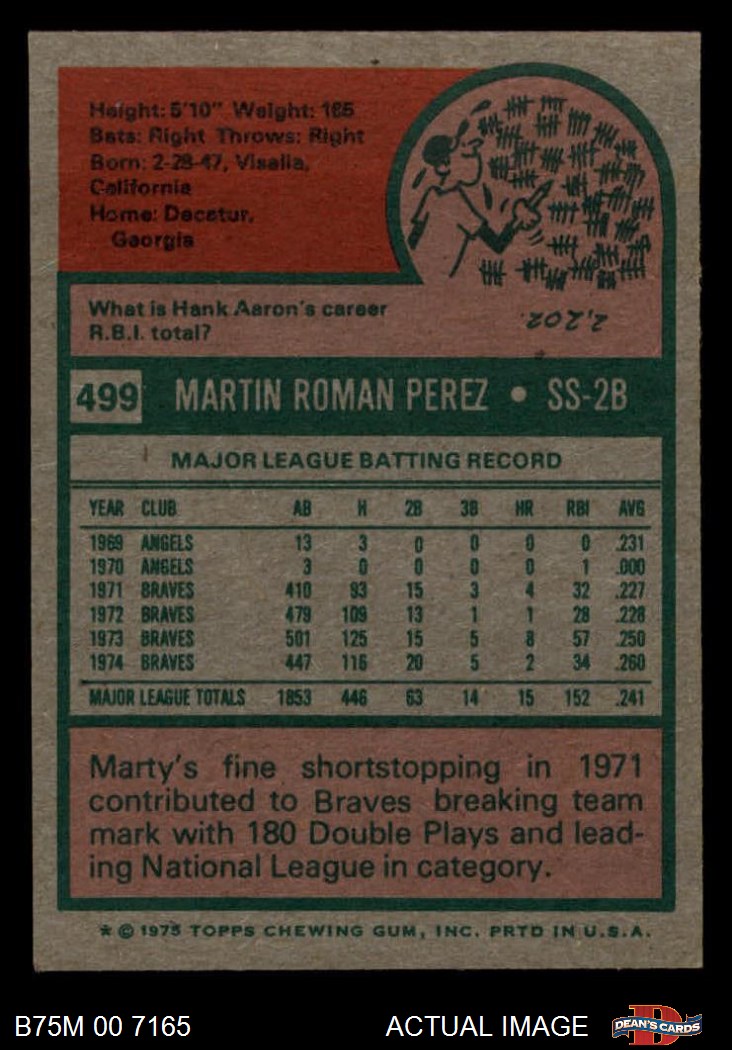 Height: 5'10" Weight: 165
Bats: Right Throws: Right
Born: 2-28-47, Visalia,
California
Home: Decatur,
Georgia
What is Hank Aaron's career
R.B.I. total?
2,202.
499 MARTIN ROMAN PEREZ • SS-2B
MAJOR LEAGUE BATTING RECORD
YEAR CLUB AB H 2B 3B HR RBI AVG
1969 ANGELS 13 3 0 0 0 0 .231
1970 ANGELS 3 0 0 0 0 1 .000
1971 BRAVES 410 93 15 3 4 32 .227
1972 BRAVES 479 109 13 1 1 28 .228
1973 BRAVES 501 125 15 5 8 57 .250
1974 BRAVES 447 116 20 5 2 34 .260
MAJOR LEAGUE TOTALS 1853 446 63 14 15 152 .241
Marty's fine shortstopping in 1971
contributed to Braves breaking team
mark with 180 Double Plays and lead-
ing National League in category.
* © 1975 TOPPS CHEWING GUM, INC. PRTD IN U.S.A.
B75M 00 7165 ACTUAL IMAGE DEAN'S CARDS